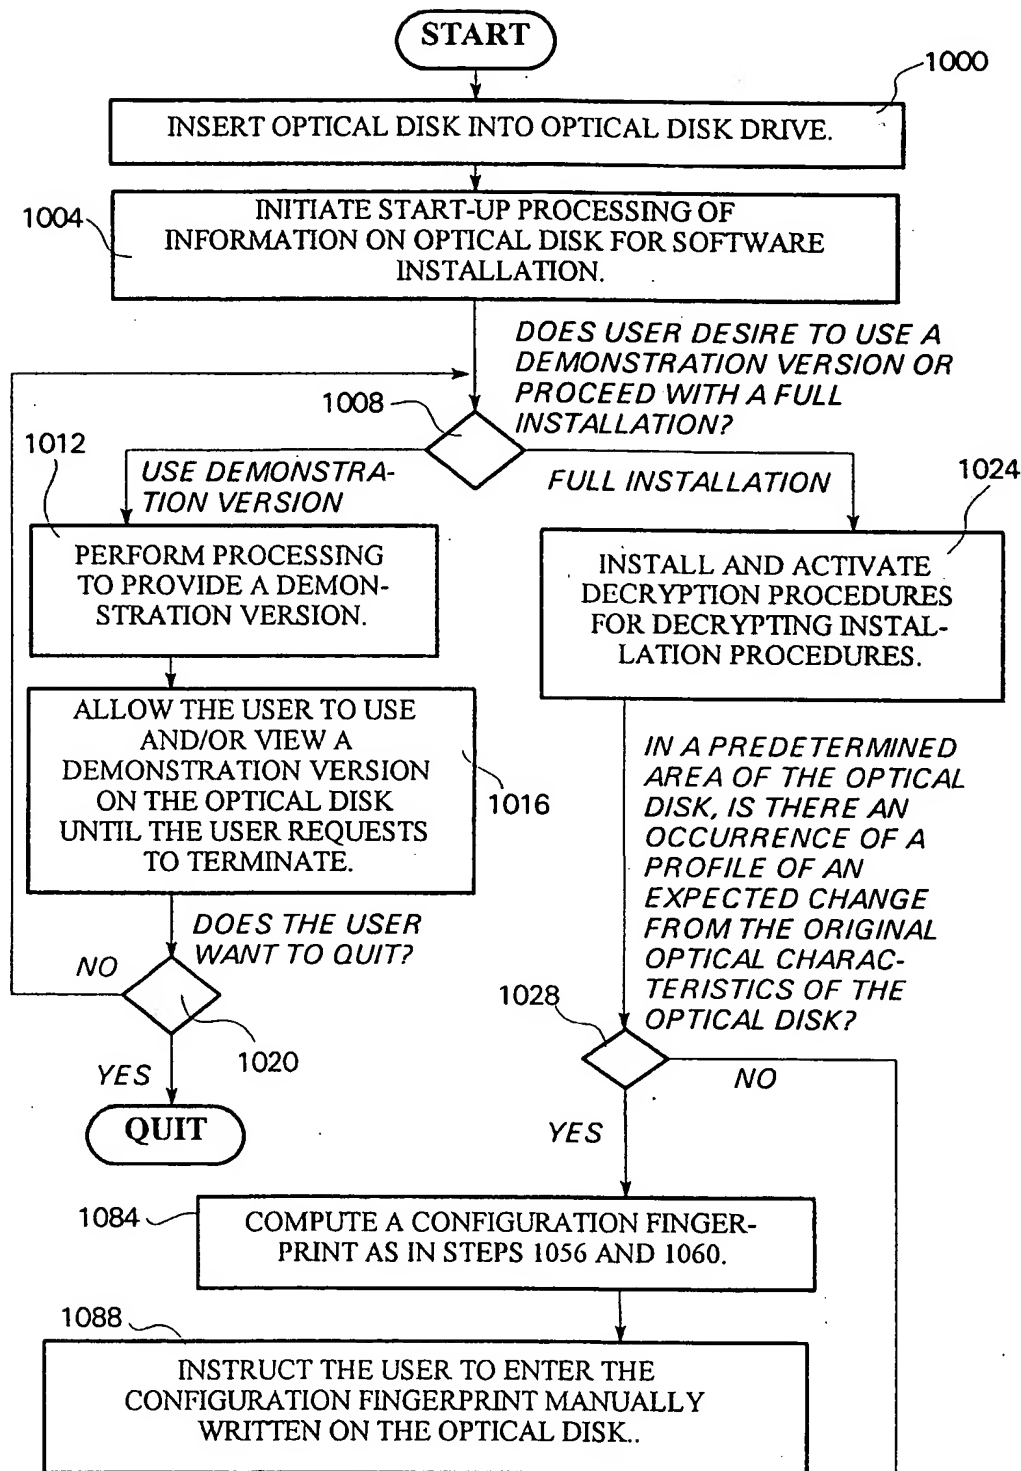 START
1000
INSERT OPTICAL DISK INTO OPTICAL DISK DRIVE.
1004
INITIATE START-UP PROCESSING OF
INFORMATION ON OPTICAL DISK FOR SOFTWARE
INSTALLATION.
DOES USER DESIRE TO USE A
DEMONSTRATION VERSION OR
PROCEED WITH A FULL
INSTALLATION?
1008
1012
USE DEMONSTRA-
TION VERSION
FULL INSTALLATION
1024
PERFORM PROCESSING
TO PROVIDE A DEMON-
STRATION VERSION.
INSTALL AND ACTIVATE
DECRYPTION PROCEDURES
FOR DECRYPTING INSTAL-
LATION PROCEDURES.
ALLOW THE USER TO USE
AND/OR VIEW A
DEMONSTRATION VERSION
ON THE OPTICAL DISK
UNTIL THE USER REQUESTS
TO TERMINATE.
1016
IN A PREDETERMINED
AREA OF THE OPTICAL
DISK, IS THERE AN
OCCURRENCE OF A
PROFILE OF AN
EXPECTED CHANGE
FROM THE ORIGINAL
OPTICAL CHARAC-
TERISTICS OF THE
OPTICAL DISK?
DOES THE USER
WANT TO QUIT?
NO
1020
YES
QUIT
1028
NO
YES
1084
COMPUTE A CONFIGURATION FINGER-
PRINT AS IN STEPS 1056 AND 1060.
1088
INSTRUCT THE USER TO ENTER THE
CONFIGURATION FINGERPRINT MANUALLY
WRITTEN ON THE OPTICAL DISK..